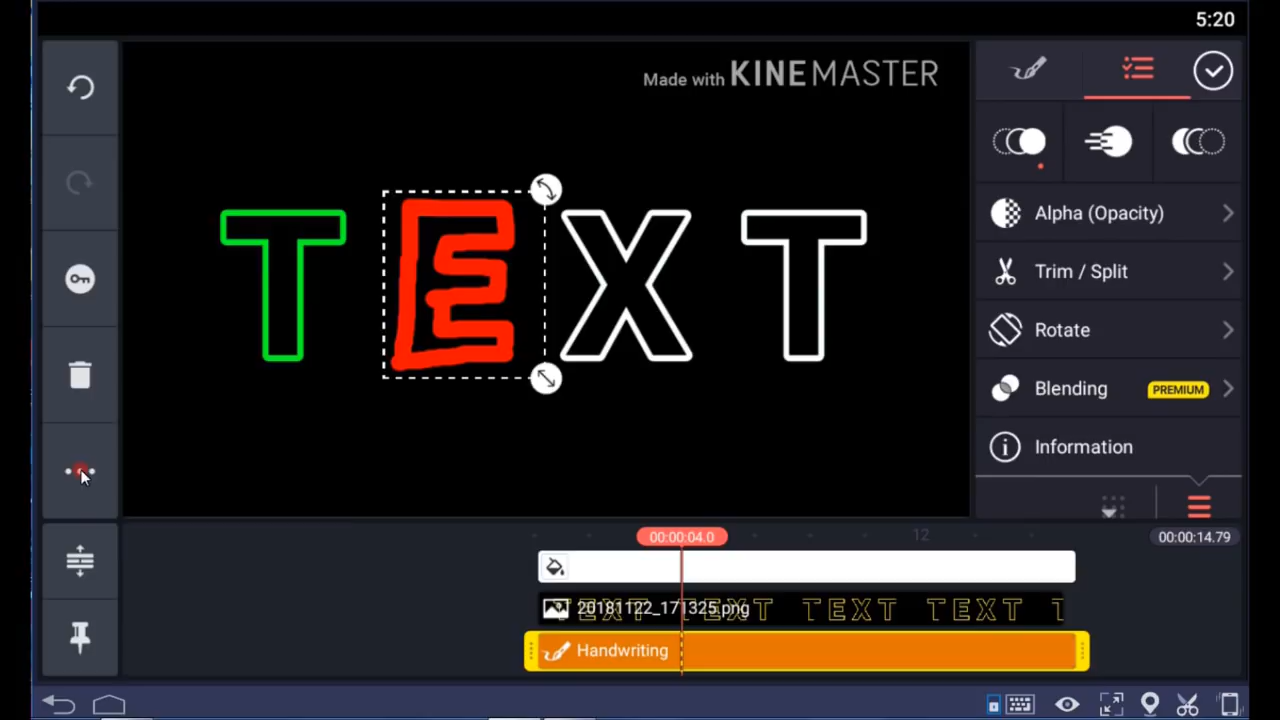 5:20
Made with KINEMASTER
TEXT
Alpha (Opacity)
Trim / Split
Rotate
Blending PREMIUM
Information
00:00:04.0 12 00:00:14.79
20181122_171325.png TEXT TEXT TEXT
Handwriting